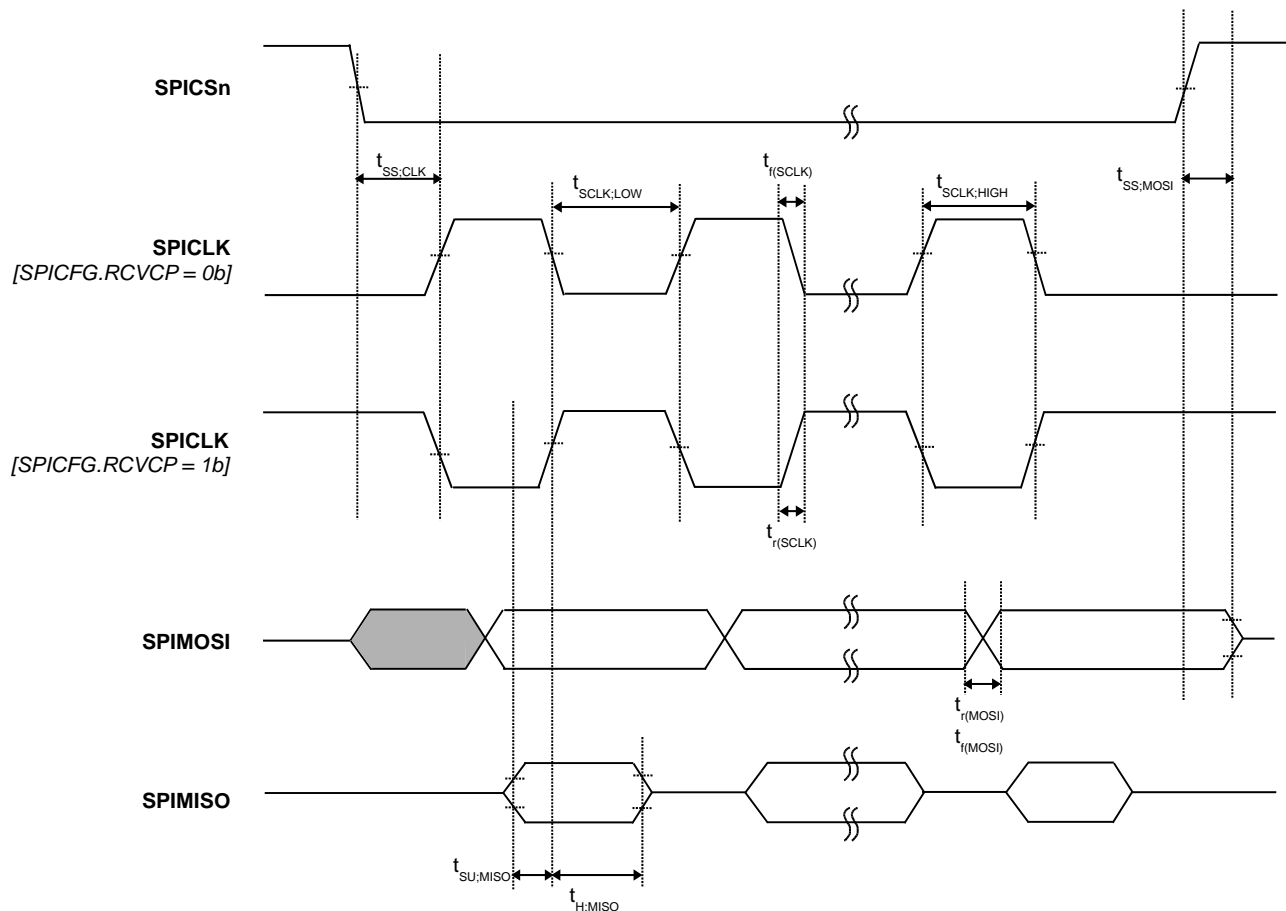 SPICSn
tSS;CLK
tSCLK;LOW
tf(SCLK)
tSCLK;HIGH
tSS;MOSI
SPICLK
[SPICFG.RCVCP = 0b]
SPICLK
[SPICFG.RCVCP = 1b]
tr(SCLK)
SPIMOSI
tr(MOSI)
tf(MOSI)
SPIMISO
tSU;MISO
tH;MISO